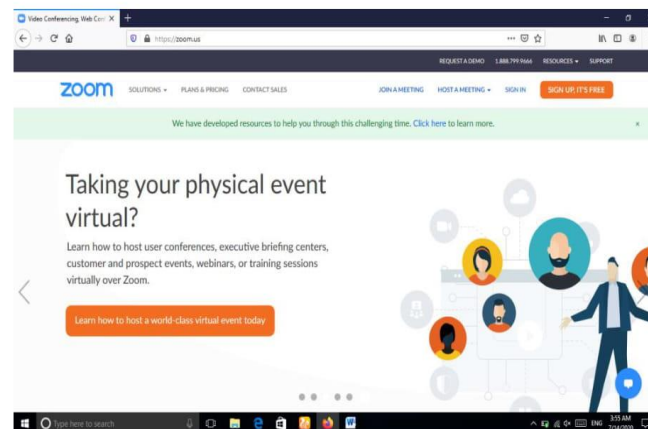 Video Conferencing, Web Conf
https://zoom.us
REQUEST A DEMO 1.888.799.9666 RESOURCES SUPPORT
zoom SOLUTIONS PLANS & PRICING CONTACT SALES JOIN A MEETING HOST A MEETING SIGN IN SIGN UP, IT'S FREE
We have developed resources to help you through this challenging time. Click here to learn more.
Taking your physical event
virtual?
Learn how to host user conferences, executive briefing centers,
customer and prospect events, webinars, or training sessions
virtually over Zoom.
Learn how to host a world-class virtual event today
Type here to search
ENG
3:55 AM
7/14/2020